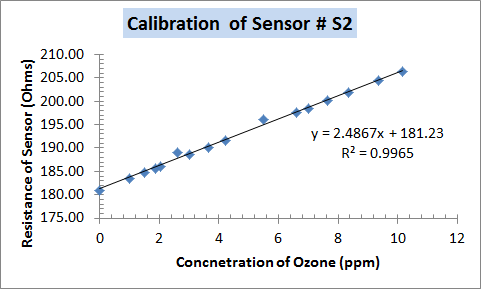 Calibration of Sensor # S2
Resistance of Sensor (Ohms)
210.00
205.00
200.00
195.00
190.00
185.00
180.00
175.00
y = 2.4867x + 181.23
R² = 0.9965
0 2 4 6 8 10 12
Concnetration of Ozone (ppm)